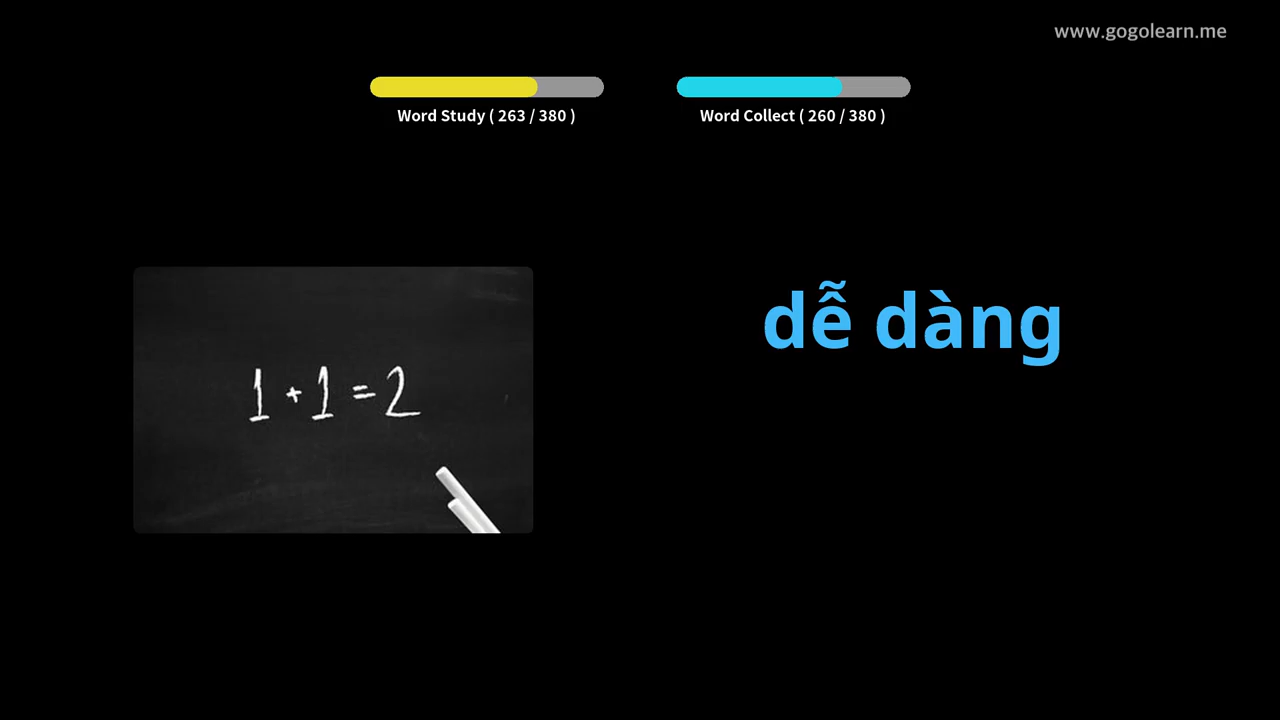 www.gogolearn.me
Word Study ( 263 / 380 )
Word Collect ( 260 / 380 )
dễ dàng
1 + 1 = 2